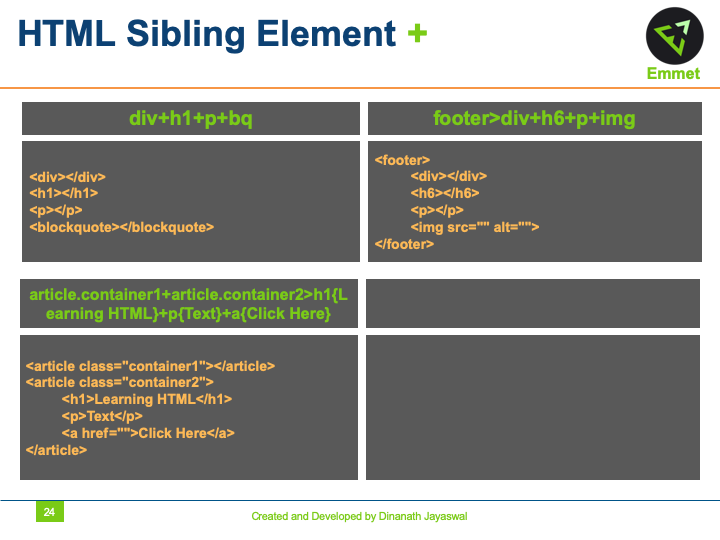 HTML Sibling Element +
Emmet
div+h1+p+bq
<div></div>
<h1></h1>
<p></p>
<blockquote></blockquote>
footer>div+h6+p+img
<footer>
<div></div>
<h6></h6>
<p></p>
<img src="" alt="">
</footer>
article.container1+article.container2>h1{L
earning HTML}+p{Text}+a{Click Here}
<article class="container1"></article>
<article class="container2">
<h1>Learning HTML</h1>
<p>Text</p>
<a href="">Click Here</a>
</article>
24
Created and Developed by Dinanath Jayaswal